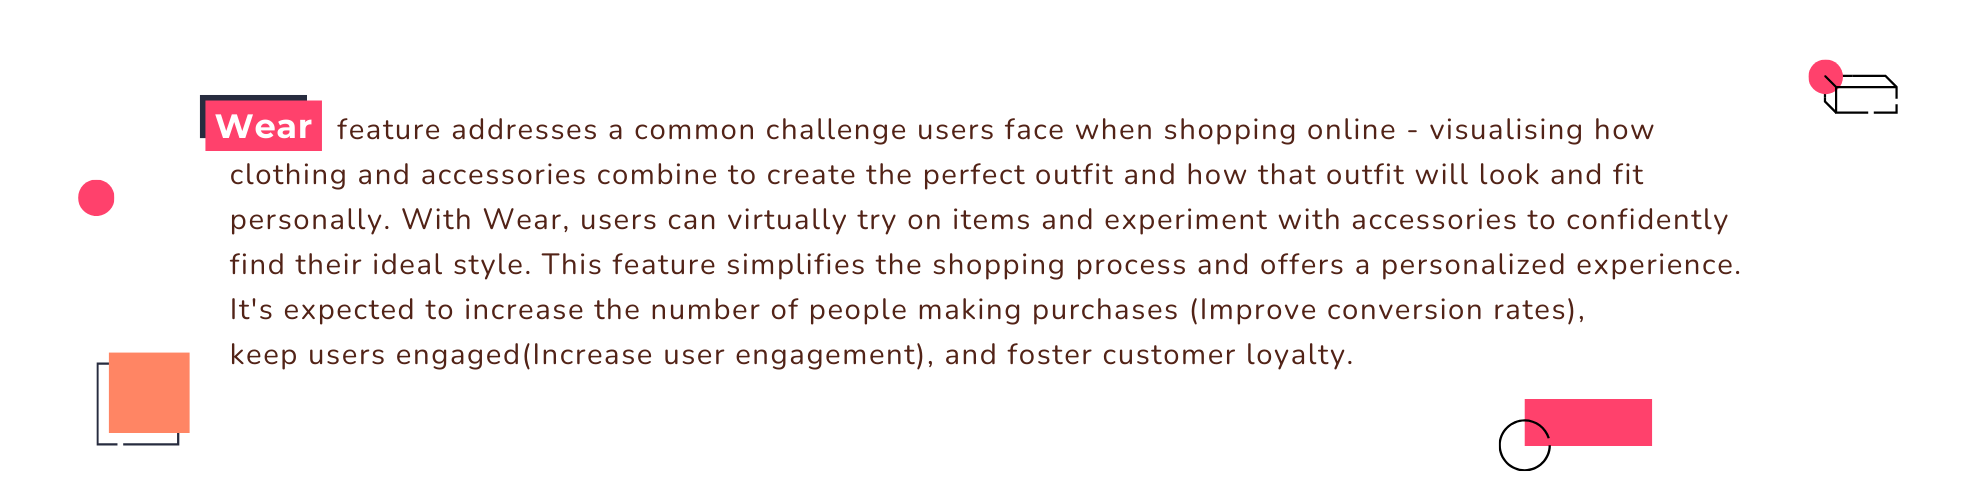 Wear feature addresses a common challenge users face when shopping online - visualising how
clothing and accessories combine to create the perfect outfit and how that outfit will look and fit
personally. With Wear, users can virtually try on items and experiment with accessories to confidently
find their ideal style. This feature simplifies the shopping process and offers a personalized experience.
It's expected to increase the number of people making purchases (Improve conversion rates),
keep users engaged(Increase user engagement), and foster customer loyalty.